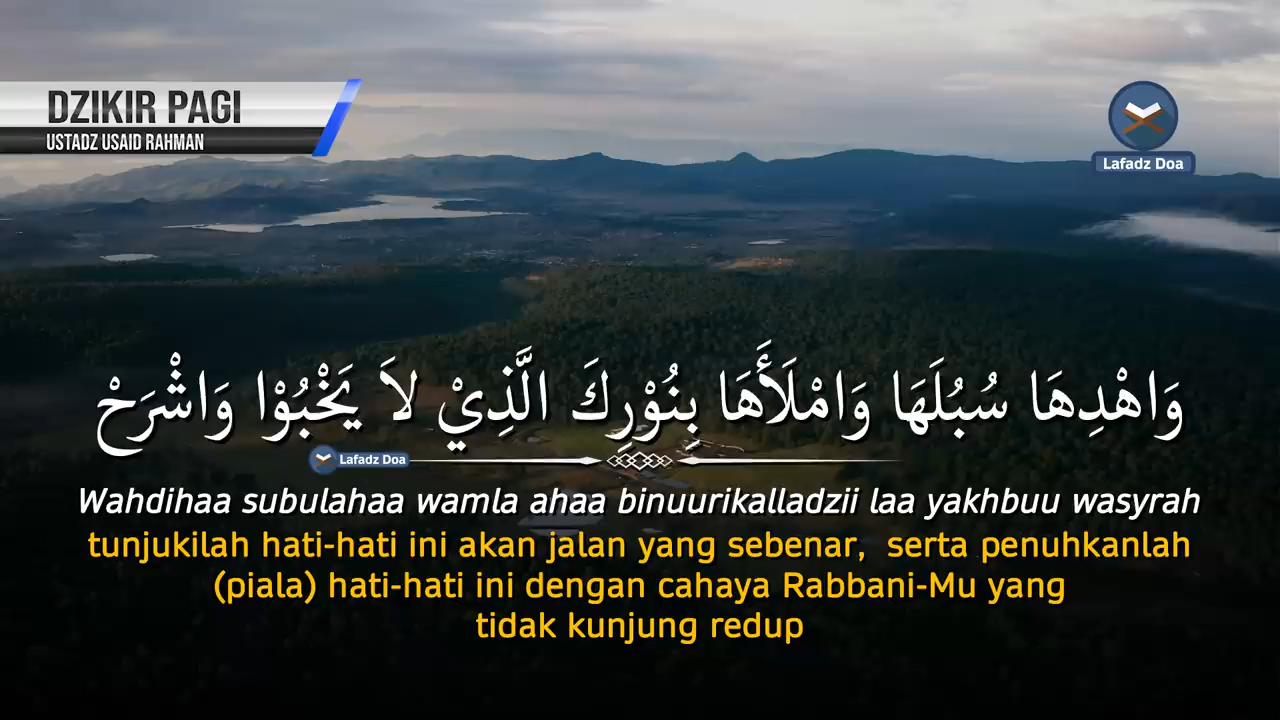 DZIKIR PAGI
USTADZ USAID RAHMAN
Lafadz Doa
وَاهْدِهَا سُبُلَهَا وَامْلَأَهَا بِنُوْرِكَ الَّذِيْ لاَ يَخْبُوْا وَاشْرَحْ
Lafadz Doa
Wahdihaa subulahaa wamla ahaa binuurikalladzii laa yakhbuu wasyrah
tunjukilah hati-hati ini akan jalan yang sebenar, serta penuhkanlah
(piala) hati-hati ini dengan cahaya Rabbani-Mu yang
tidak kunjung redup